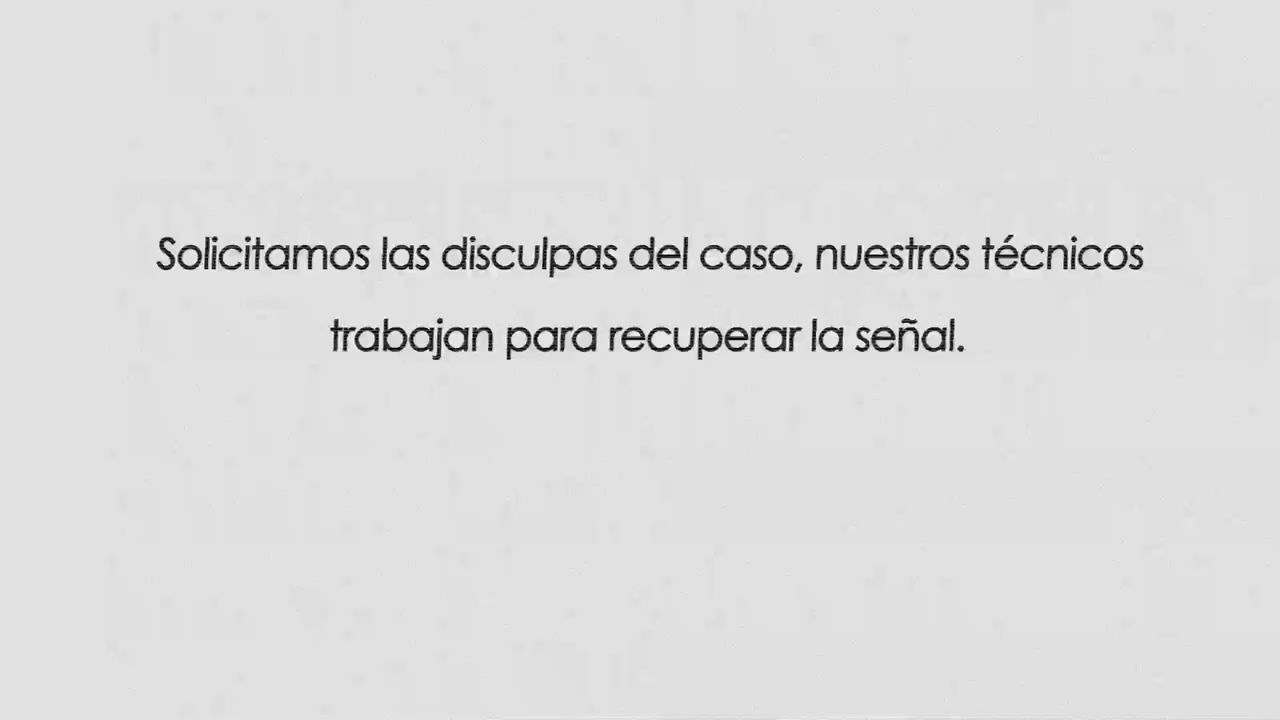 Solicitamos las disculpas del caso, nuestros técnicos
trabajan para recuperar la señal.